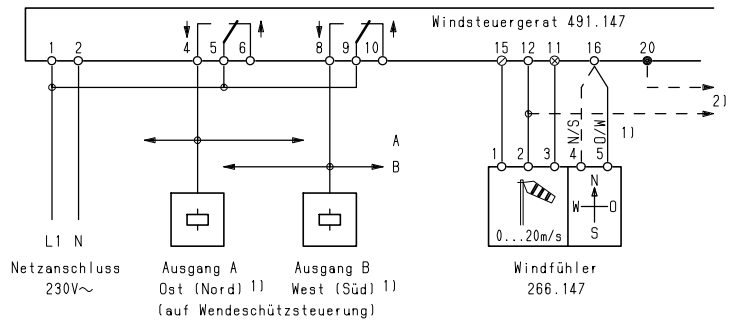 Windsteuergerat 491.147
1 2 4 5 6 8 9 10 15 12 11 16 20
2)
N/S O/W 1)
A
B
1 2 3 4 5
N
W O
S
0...20m/s
L1 N
Netzanschluss
230V~
Ausgang A
Ost (Nord) 1)
(auf Wendeschützsteuerung)
Ausgang B
West (Süd) 1)
Windfühler
266.147